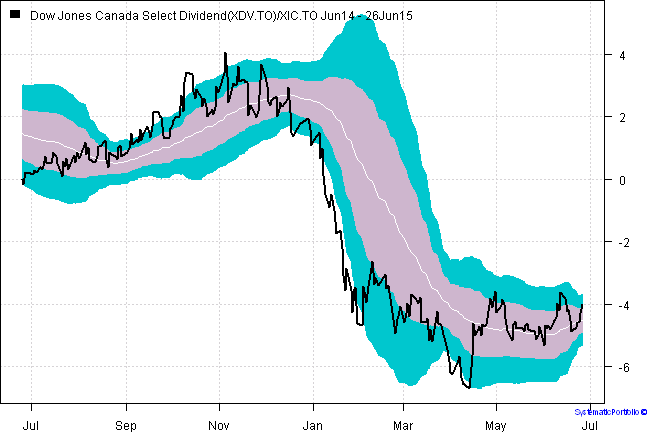 Dow Jones Canada Select Dividend(XDV.TO)/XIC.TO Jun14 - 26Jun15
4
2
0
-2
-4
-6
Jul Sep Nov Jan Mar May Jul
SystematicPortfolio ©